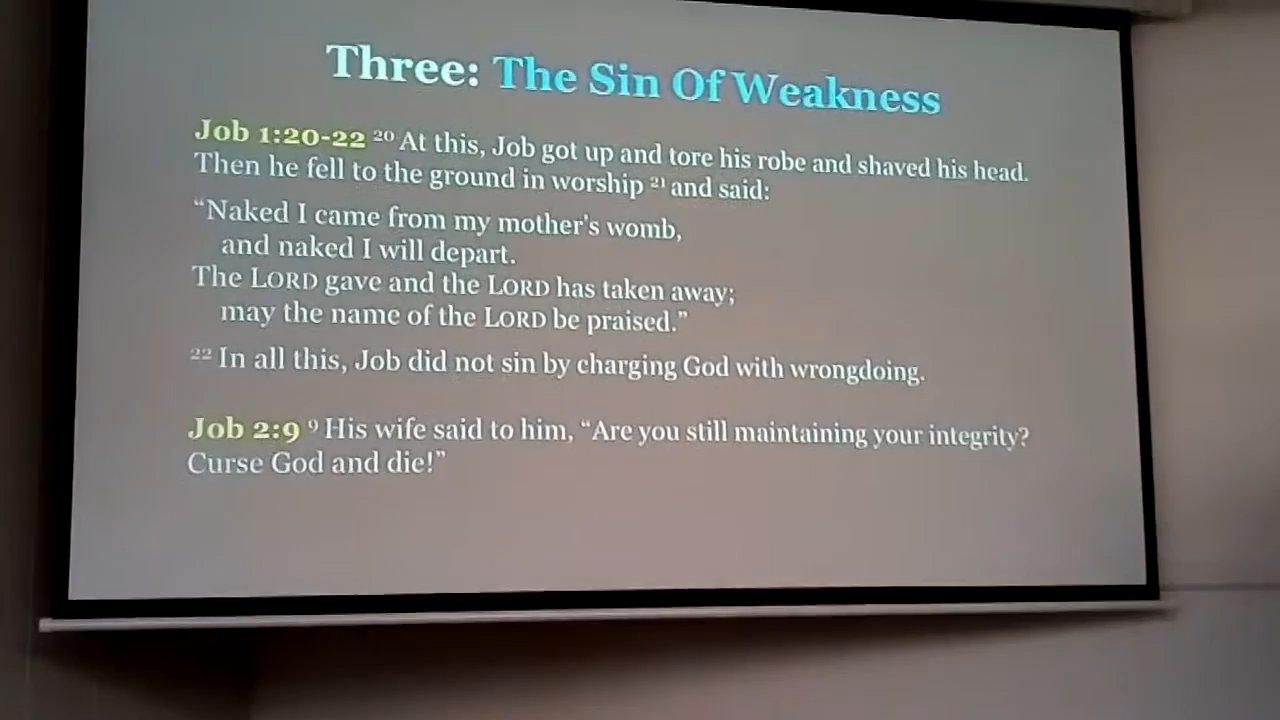 Three: The Sin Of Weakness
Job 1:20-22 ²⁰ At this, Job got up and tore his robe and shaved his head.
Then he fell to the ground in worship ²¹ and said:
“Naked I came from my mother's womb,
and naked I will depart.
The LORD gave and the LORD has taken away;
may the name of the LORD be praised.”
²² In all this, Job did not sin by charging God with wrongdoing.
Job 2:9 ⁹ His wife said to him, “Are you still maintaining your integrity?
Curse God and die!”